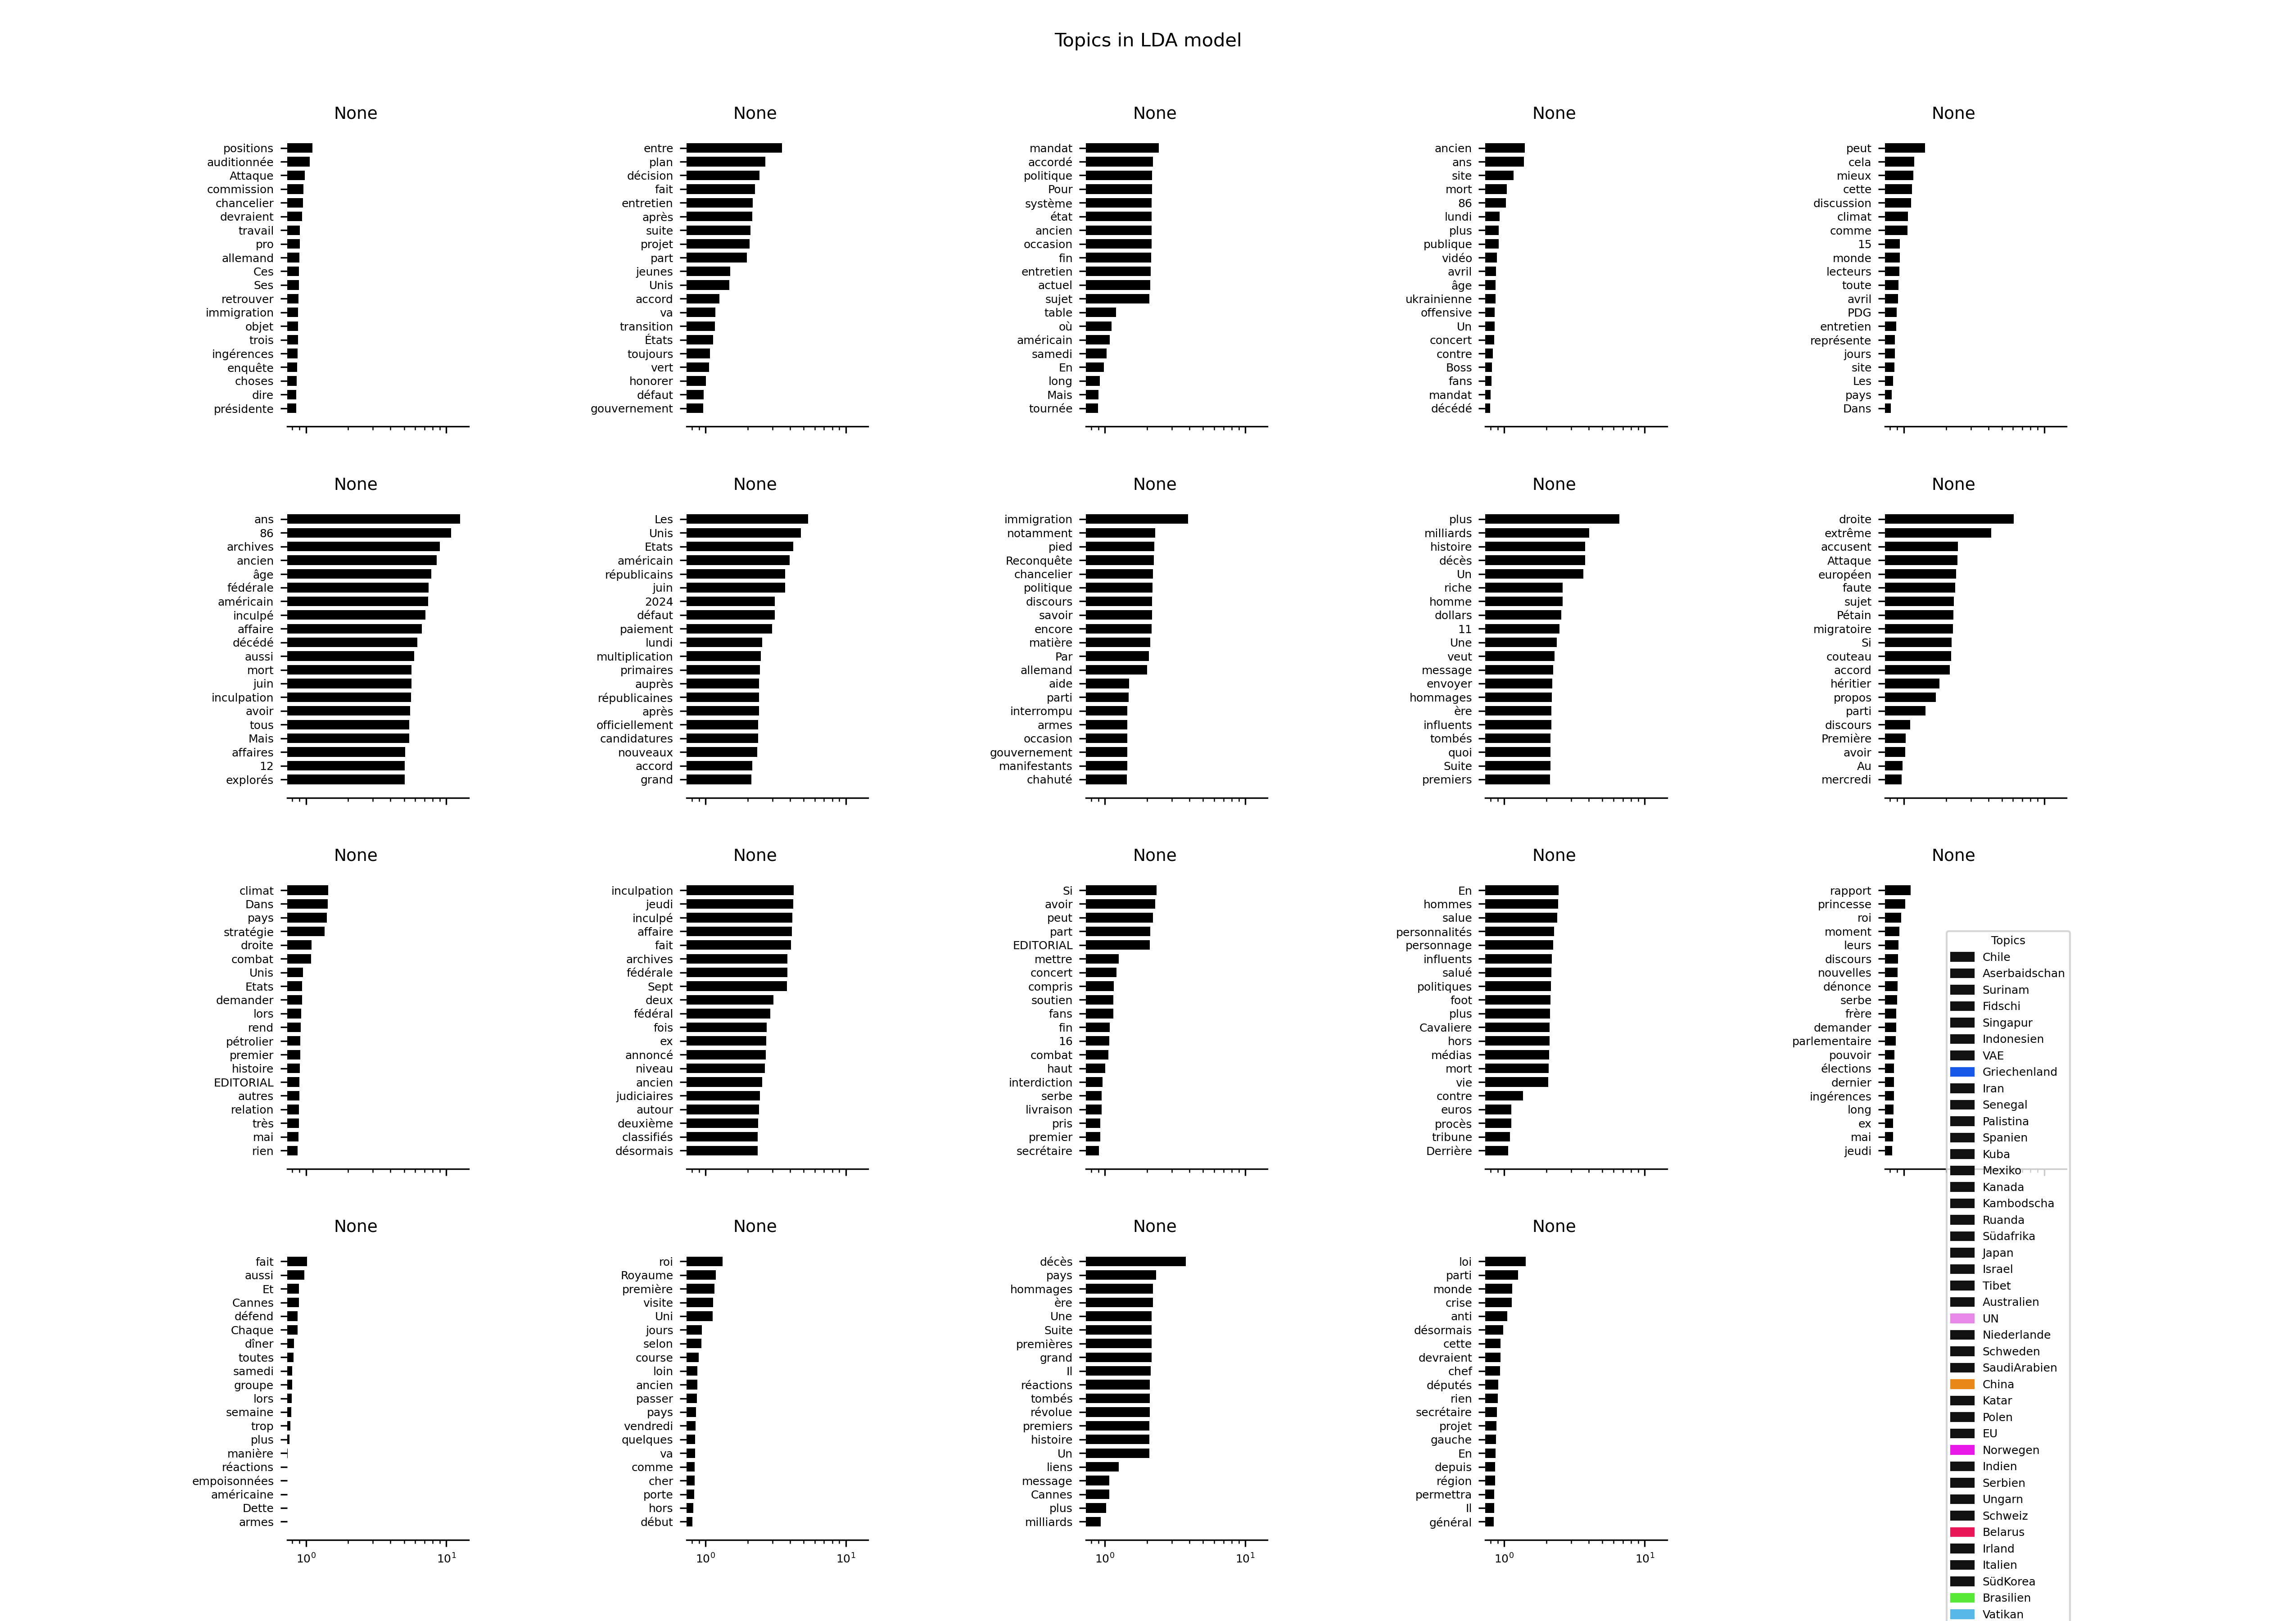 Topics in LDA model
None
positions
auditionnée
Attaque
commission
chancelier
devraient
travail
pro
allemand
Ces
Ses
retrouver
immigration
objet
trois
ingérences
enquête
choses
dire
présidente
None
entre
plan
décision
fait
entretien
après
suite
projet
part
jeunes
Unis
accord
va
transition
États
toujours
vert
honorer
défaut
gouvernement
None
mandat
accordé
politique
Pour
système
état
ancien
occasion
fin
entretien
actuel
sujet
table
où
américain
samedi
En
long
Mais
tournée
None
ancien
ans
site
mort
86
lundi
plus
publique
vidéo
avril
âge
ukrainienne
offensive
Un
concert
contre
Boss
fans
mandat
décédé
None
peut
cela
mieux
cette
discussion
climat
comme
15
monde
lecteurs
toute
avril
PDG
entretien
représente
jours
site
Les
pays
Dans
None
ans
86
archives
ancien
âge
fédérale
américain
inculpé
affaire
décédé
aussi
mort
juin
inculpation
avoir
tous
Mais
affaires
12
explorés
None
Les
Unis
Etats
américain
républicains
juin
2024
défaut
paiement
lundi
multiplication
primaires
auprès
républicaines
après
officiellement
candidatures
nouveaux
accord
grand
None
immigration
notamment
pied
Reconquête
chancelier
politique
discours
savoir
encore
matière
Par
allemand
aide
parti
interrompu
armes
occasion
gouvernement
manifestants
chahuté
None
plus
milliards
histoire
décès
Un
riche
homme
dollars
11
Une
veut
message
envoyer
hommages
ère
influents
tombés
quoi
Suite
premiers
None
droite
extrême
accusent
Attaque
européen
faute
sujet
Pétain
migratoire
Si
couteau
accord
héritier
propos
parti
discours
Première
avoir
Au
mercredi
None
climat
Dans
pays
stratégie
droite
combat
Unis
Etats
demander
lors
rend
pétrolier
premier
histoire
EDITORIAL
autres
relation
très
mai
rien
None
inculpation
jeudi
inculpé
affaire
fait
archives
fédérale
Sept
deux
fédéral
fois
ex
annoncé
niveau
ancien
judiciaires
autour
deuxième
classifiés
désormais
None
Si
avoir
peut
part
EDITORIAL
mettre
concert
compris
soutien
fans
fin
16
combat
haut
interdiction
serbe
livraison
pris
premier
secrétaire
None
En
hommes
salue
personnalités
personnage
influents
salué
politiques
foot
plus
Cavaliere
hors
médias
mort
vie
contre
euros
procès
tribune
Derrière
None
rapport
princesse
roi
moment
leurs
discours
nouvelles
dénonce
serbe
frère
demander
parlementaire
pouvoir
élections
dernier
ingérences
long
ex
mai
jeudi
None
fait
aussi
Et
Cannes
défend
Chaque
dîner
toutes
samedi
groupe
lors
semaine
trop
plus
manière
réactions
empoisonnées
américaine
Dette
armes
10⁰ 10¹
None
roi
Royaume
première
visite
Uni
jours
selon
course
loin
ancien
passer
pays
vendredi
quelques
va
comme
cher
porte
hors
début
10⁰ 10¹
None
décès
pays
hommages
ère
Une
Suite
premières
grand
Il
réactions
tombés
révolue
premiers
histoire
Un
liens
message
Cannes
plus
milliards
10⁰ 10¹
None
loi
parti
monde
crise
anti
désormais
cette
devraient
chef
députés
rien
secrétaire
projet
gauche
En
depuis
région
permettra
Il
général
10⁰ 10¹
Topics
Chile
Aserbaidschan
Surinam
Fidschi
Singapur
Indonesien
VAE
Griechenland
Iran
Senegal
Palistina
Spanien
Kuba
Mexiko
Kanada
Kambodscha
Ruanda
Südafrika
Japan
Israel
Tibet
Australien
UN
Niederlande
Schweden
SaudiArabien
China
Katar
Polen
EU
Norwegen
Indien
Serbien
Ungarn
Schweiz
Belarus
Irland
Italien
SüdKorea
Brasilien
Vatikan